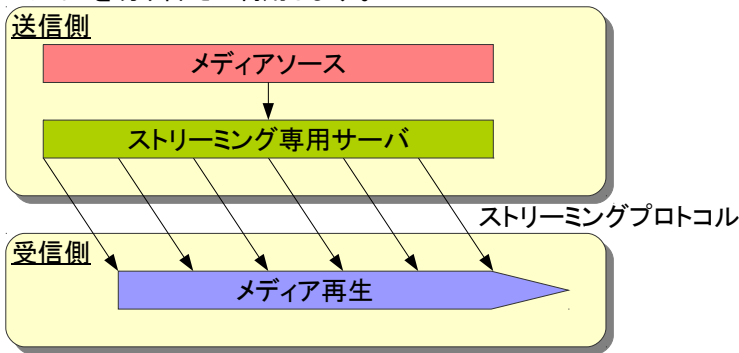 送信側
メディアソース
ストリーミング専用サーバ
ストリーミングプロトコル
受信側
メディア再生